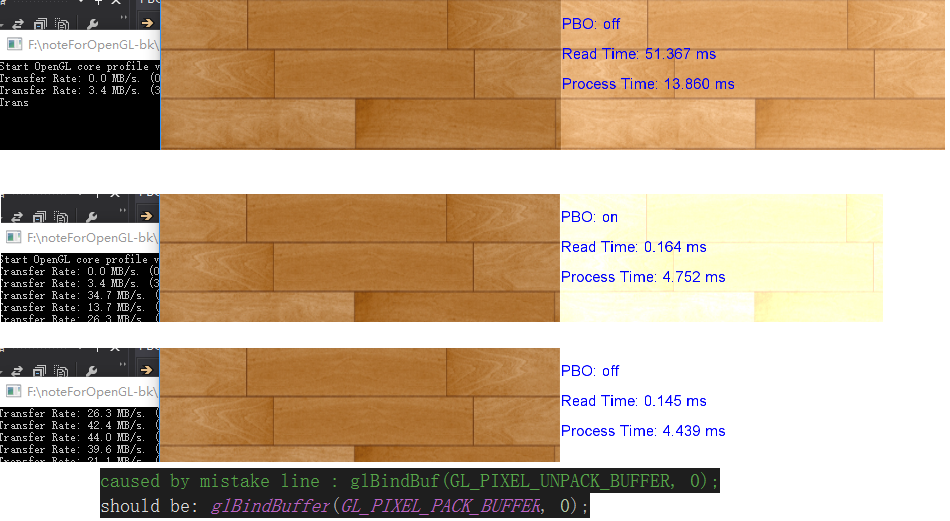 F:\noteForOpenGL-bk\
Start OpenGL core profile v
Transfer Rate: 0.0 MB/s. (0
Transfer Rate: 3.4 MB/s. (3
Trans
PBO: off
Read Time: 51.367 ms
Process Time: 13.860 ms
F:\noteForOpenGL-bk\
Start OpenGL core profile v
Transfer Rate: 0.0 MB/s. (0
Transfer Rate: 3.4 MB/s. (3
Transfer Rate: 34.7 MB/s. (
Transfer Rate: 13.7 MB/s. (
Transfer Rate: 26.3 MB/s. (
PBO: on
Read Time: 0.164 ms
Process Time: 4.752 ms
F:\noteForOpenGL-bk\
Transfer Rate: 26.3 MB/s. (
Transfer Rate: 42.4 MB/s. (
Transfer Rate: 44.0 MB/s. (
Transfer Rate: 39.6 MB/s. (
Transfer Rate: 21.1 MB/s. (
PBO: off
Read Time: 0.145 ms
Process Time: 4.439 ms
caused by mistake line : glBindBuf(GL_PIXEL_UNPACK_BUFFER, 0);
should be: glBindBuffer(GL_PIXEL_PACK_BUFFER, 0);